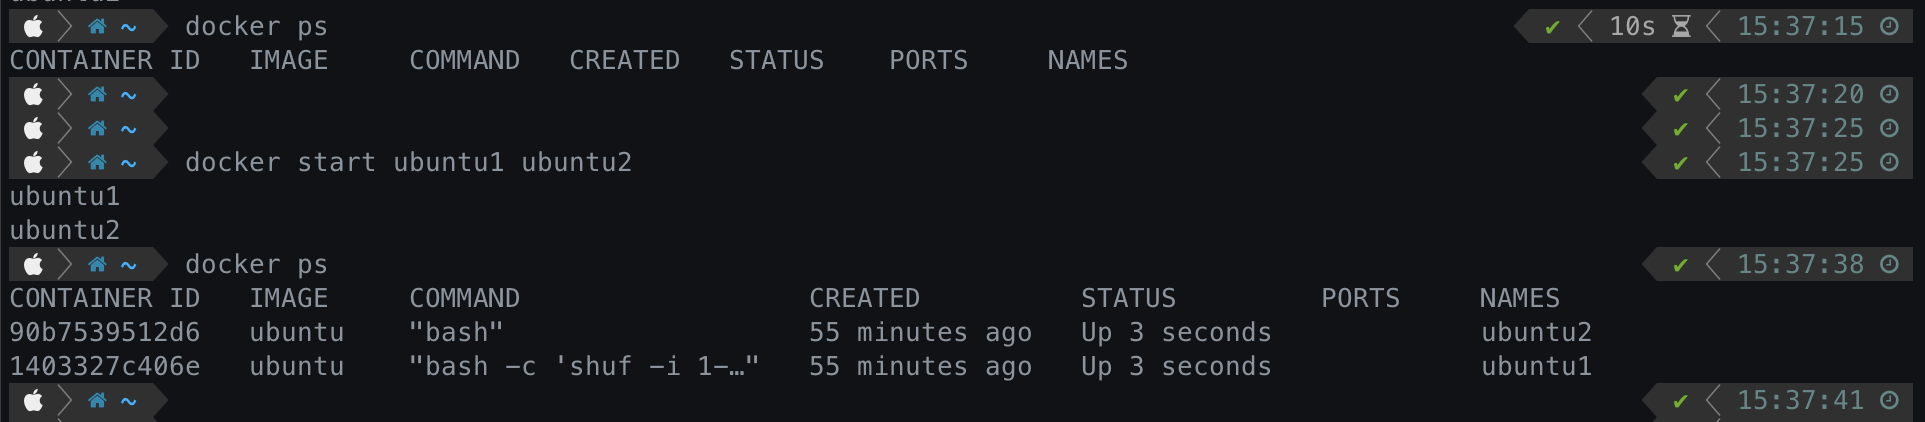 ~ docker ps ✔ 10s 15:37:15
CONTAINER ID IMAGE COMMAND CREATED STATUS PORTS NAMES
~ ✔ 15:37:20
~ ✔ 15:37:25
~ docker start ubuntu1 ubuntu2 ✔ 15:37:25
ubuntu1
ubuntu2
~ docker ps ✔ 15:37:38
CONTAINER ID IMAGE COMMAND CREATED STATUS PORTS NAMES
90b7539512d6 ubuntu "bash" 55 minutes ago Up 3 seconds ubuntu2
1403327c406e ubuntu "bash -c 'shuf -i 1-…" 55 minutes ago Up 3 seconds ubuntu1
~ ✔ 15:37:41